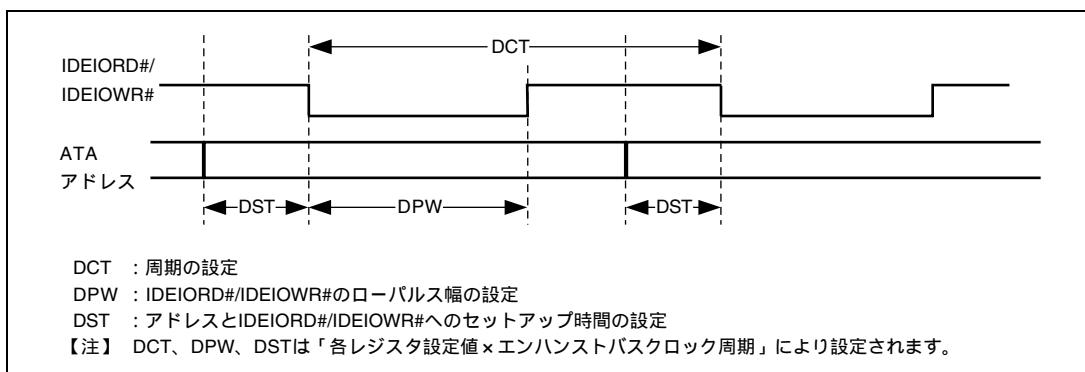 DCT
IDEIORD#/
IDEIOWR#
ATA
アドレス
DST DPW DST
DCT :周期の設定
DPW :IDEIORD#/IDEIOWR#のローパルス幅の設定
DST :アドレスとIDEIORD#/IDEIOWR#へのセットアップ時間の設定
【注】 DCT、DPW、DSTは「各レジスタ設定値×エンハンストバスクロック周期」により設定されます。